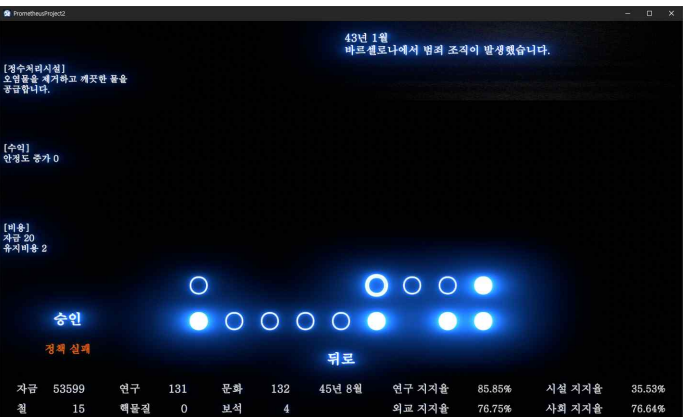 PrometheusProject2
43년 1월
바르셀로나에서 범죄 조직이 발생했습니다.
[정수처리시설]
오염물을 제거하고 깨끗한 물을
공급합니다.
[수익]
안정도 증가 0
[비용]
자금 20
유지비용 2
승인
정책 실패
뒤로
자금 53599 연구 131 문화 132 45년 8월 연구 지지율 85.85% 시설 지지율 35.53%
철 15 핵물질 0 보석 4 외교 지지율 76.75% 사회 지지율 76.64%